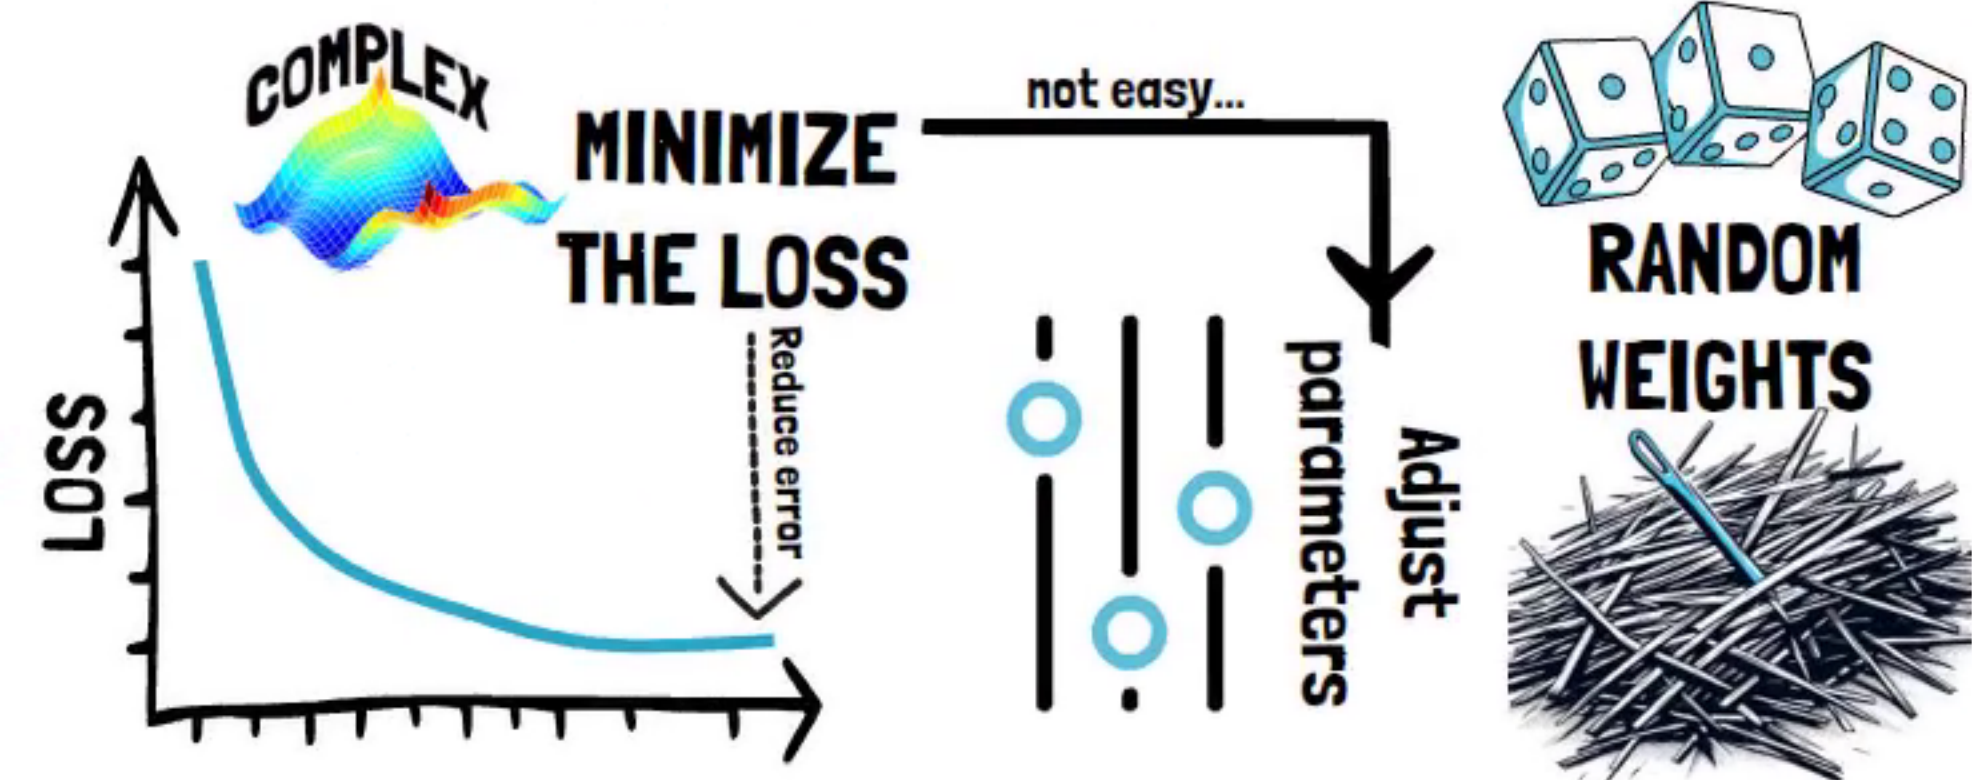 COMPLEX
MINIMIZE
THE LOSS
not easy...
Reduce error
LOSS
Adjust
parameters
RANDOM
WEIGHTS